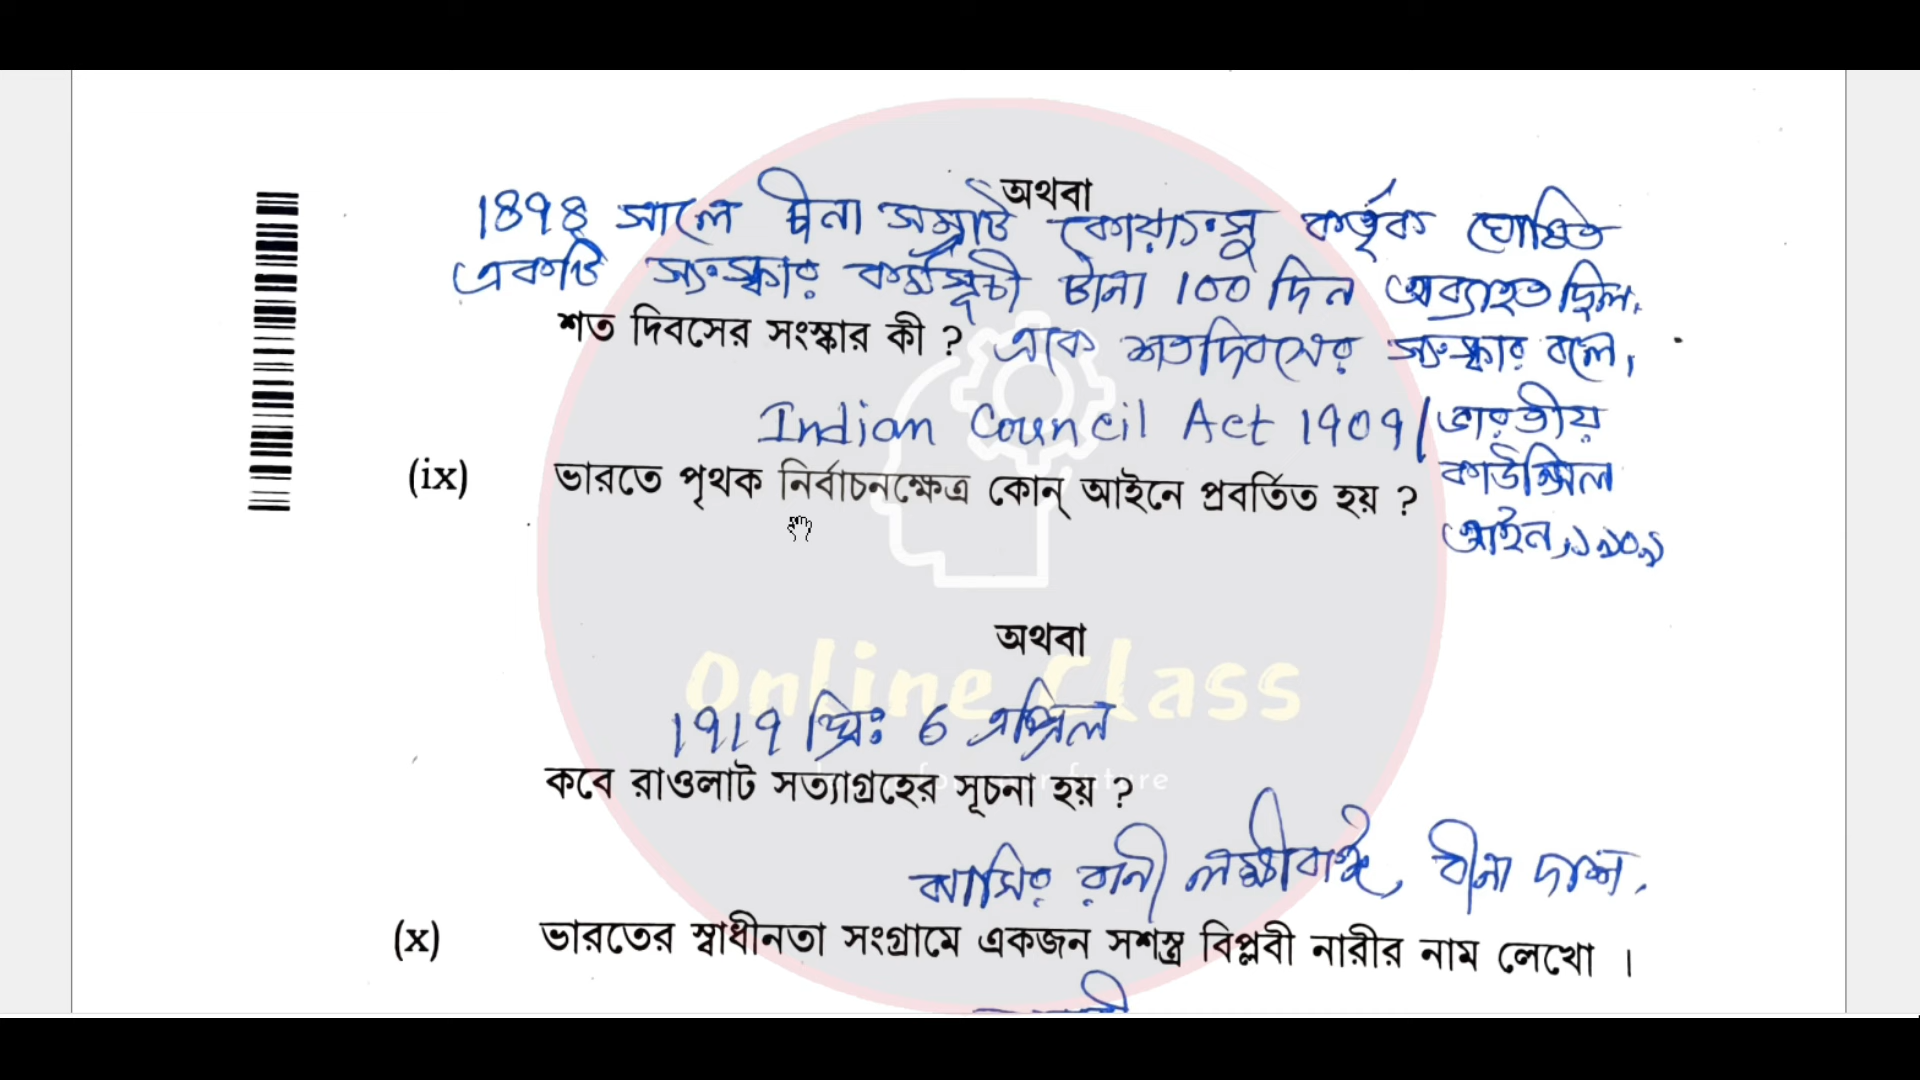 অথবা
1898 সালে চীনা সম্রাট কোয়াংসু কর্তৃক ঘোষিত
একটি সংস্কার কর্মসূচী টানা 100 দিন অব্যাহত ছিল,
শত দিবসের সংস্কার কী ? একে শতদিবসের সংস্কার বলে,
Indian Council Act 1909/ভারতীয়
কাউন্সিল
আইন, ১৯০৯
(ix) ভারতে পৃথক নির্বাচনক্ষেত্র কোন্ আইনে প্রবর্তিত হয় ?
অথবা
Online Class
1919 খ্রিঃ 6 এপ্রিল
কবে রাওলাট সত্যাগ্রহের সূচনা হয় ?
ঝাসির রানী লক্ষ্মীবাঈ, বীনা দাশ,
(x) ভারতের স্বাধীনতা সংগ্রামে একজন সশস্ত্র বিপ্লবী নারীর নাম লেখো ।